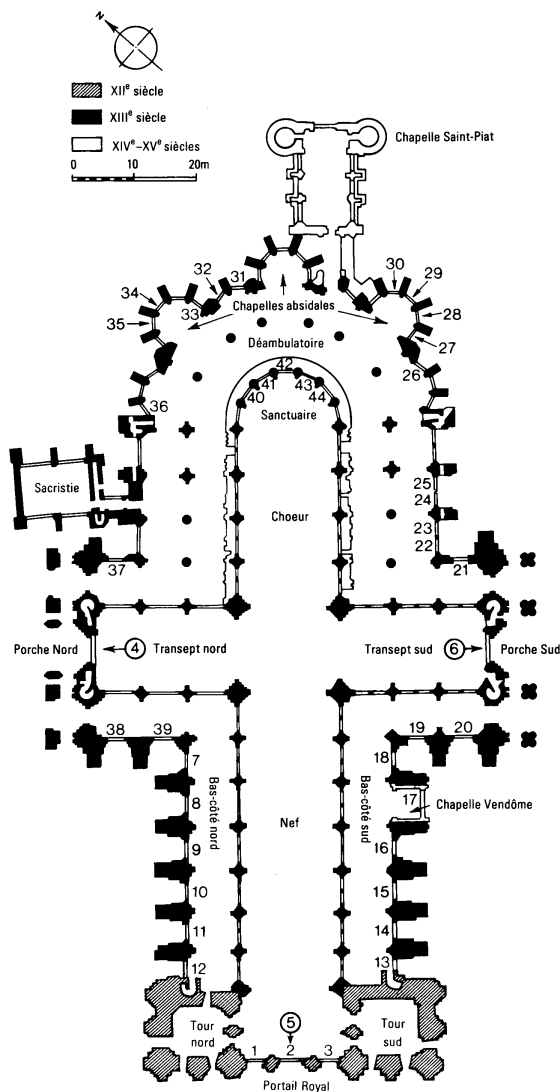 N
XIIe siècle
XIIIe siècle
XIVe–XVe siècles
0 10 20m
Chapelle Saint-Piat
31 30
32 29
34
33 Chapelles absidales 28
35
Déambulatoire 27
42 26
41 43
40 44
36 Sanctuaire
Sacristie
25
24
Choeur
23
22
37 21
Porche Nord 4 Transept nord Transept sud 6 Porche Sud
38 39 19 20
7 18
8 17 Chapelle Vendôme
Bas-côté nord
Nef
Bas-côté sud
9 16
10 15
11 14
12 13
Tour nord
5
Tour sud
1 2 3
Portail Royal